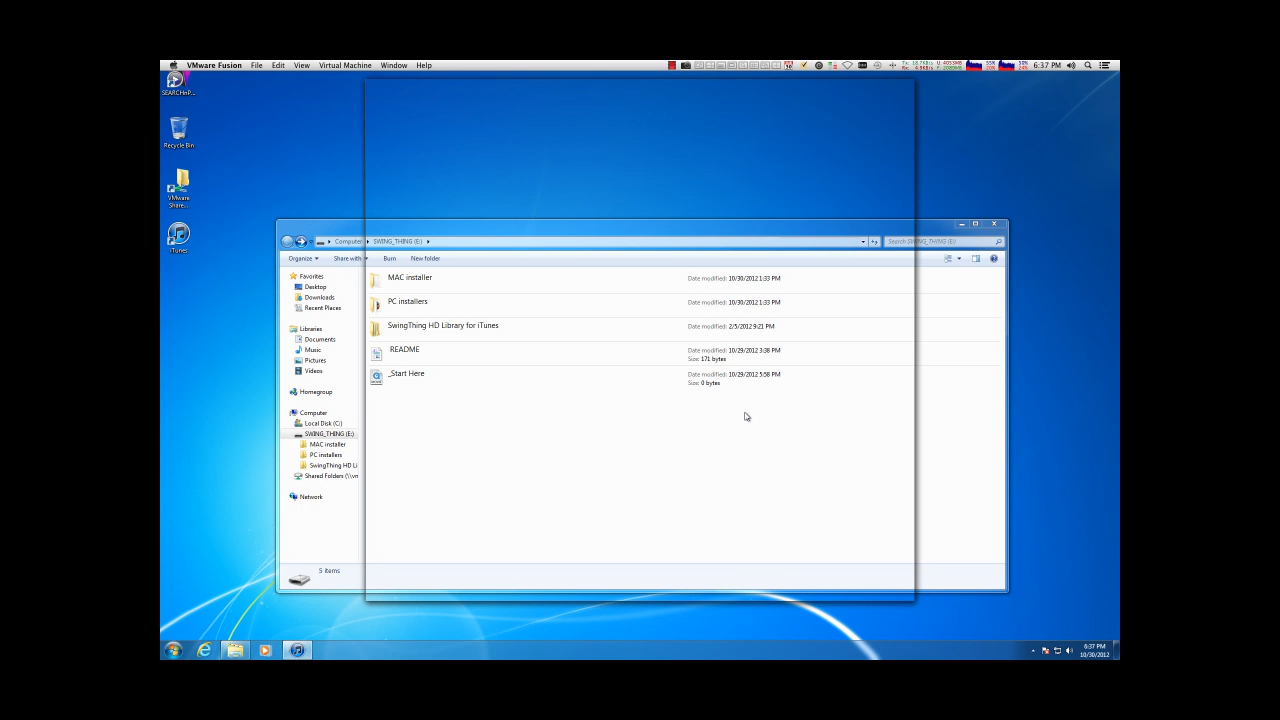 VMware Fusion File Edit View Virtual Machine Window Help 6:37 PM
SEARCHnP...
Recycle Bin
VMware
Share...
iTunes
Computer SWING_THING (E:) Search SWING_THING (E:)
Organize Share with Burn New folder
Favorites
Desktop
Downloads
Recent Places
Libraries
Documents
Music
Pictures
Videos
Homegroup
Computer
Local Disk (C:)
SWING_THING (E:)
MAC installer
PC installers
SwingThing HD Li
Shared Folders (\\vn
Network
MAC installer Date modified: 10/30/2012 1:33 PM
PC installers Date modified: 10/30/2012 1:33 PM
SwingThing HD Library for iTunes Date modified: 2/5/2012 9:21 PM
README Date modified: 10/29/2012 3:38 PM
Size: 171 bytes
_Start Here Date modified: 10/29/2012 5:58 PM
Size: 0 bytes
5 items
6:37 PM
10/30/2012